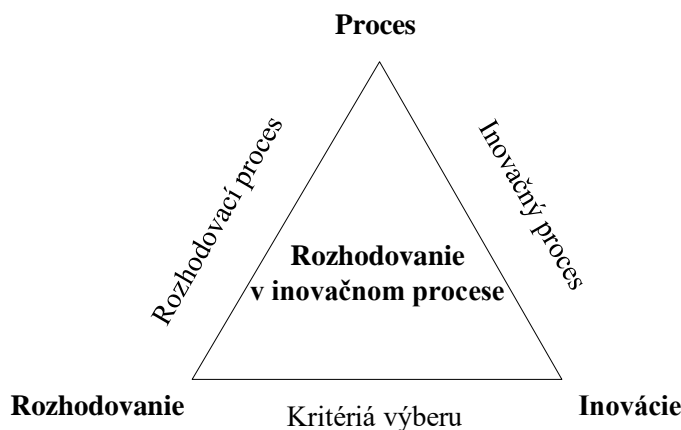 Proces
Rozhodovací proces
Inovačný proces
Rozhodovanie
v inovačnom procese
Rozhodovanie
Kritériá výberu
Inovácie